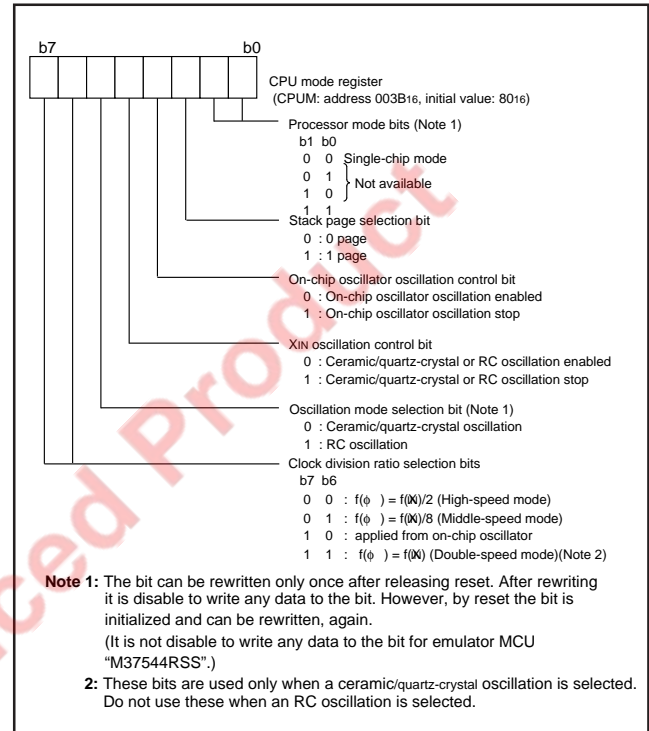 b7 b0
CPU mode register
(CPUM: address 003B16, initial value: 8016)
Processor mode bits (Note 1)
b1 b0
0 0 Single-chip mode
0 1
1 0
Not available
1 1
Stack page selection bit
0 : 0 page
1 : 1 page
On-chip oscillator oscillation control bit
0 : On-chip oscillator oscillation enabled
1 : On-chip oscillator oscillation stop
XIN oscillation control bit
0 : Ceramic/quartz-crystal or RC oscillation enabled
1 : Ceramic/quartz-crystal or RC oscillation stop
Oscillation mode selection bit (Note 1)
0 : Ceramic/quartz-crystal oscillation
1 : RC oscillation
Clock division ratio selection bits
b7 b6
0 0 : f(φ ) = f(XIN)/2 (High-speed mode)
0 1 : f(φ ) = f(XIN)/8 (Middle-speed mode)
1 0 : applied from on-chip oscillator
1 1 : f(φ ) = f(XIN) (Double-speed mode)(Note 2)
Note 1: The bit can be rewritten only once after releasing reset. After rewriting
it is disable to write any data to the bit. However, by reset the bit is
initialized and can be rewritten, again.
(It is not disable to write any data to the bit for emulator MCU
“M37544RSS”.)
2: These bits are used only when a ceramic/quartz-crystal oscillation is selected.
Do not use these when an RC oscillation is selected.
ced Product